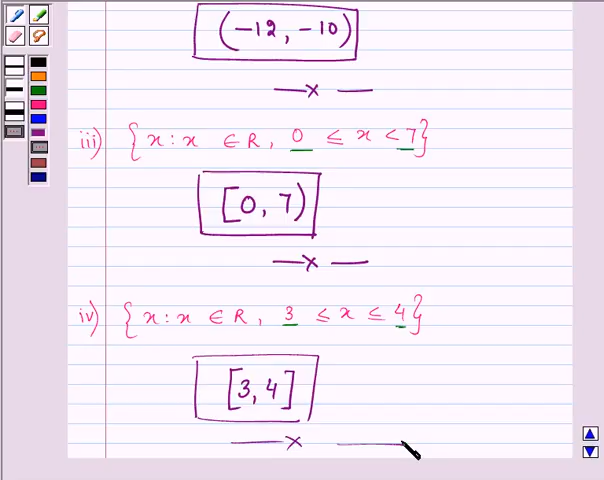 (−12, −10)
—x—
iii) {x : x ∈ R, 0 ≤ x < 7}
[0, 7)
—x—
iv) {x : x ∈ R, 3 ≤ x ≤ 4}
[3, 4]
—x—